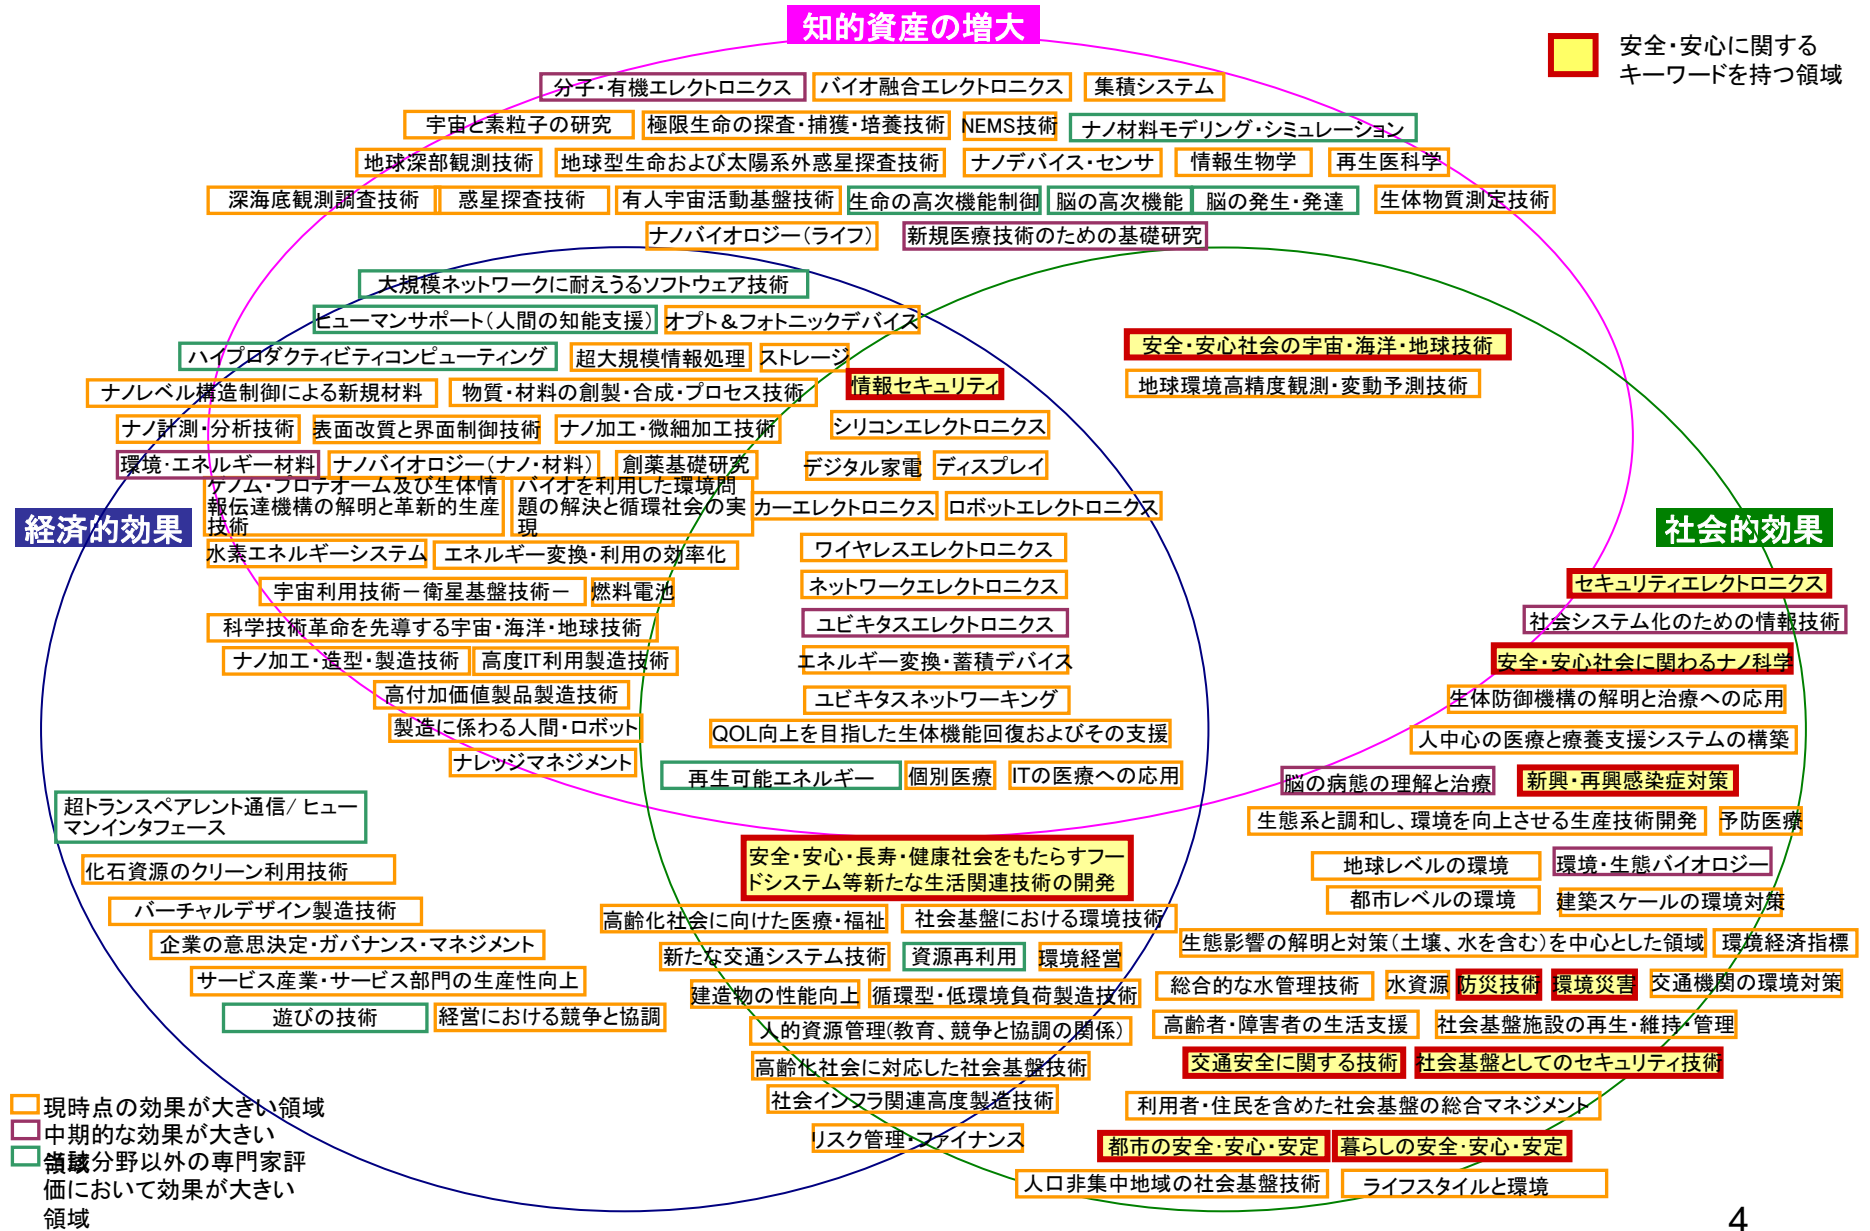 知的資産の増大
安全・安心に関する
キーワードを持つ領域
分子・有機エレクトロニクス
バイオ融合エレクトロニクス
集積システム
宇宙と素粒子の研究
極限生命の探査・捕獲・培養技術
NEMS技術
ナノ材料モデリング・シミュレーション
地球深部観測技術
地球型生命および太陽系外惑星探査技術
ナノデバイス・センサ
情報生物学
再生医科学
深海底観測調査技術
惑星探査技術
有人宇宙活動基盤技術
生命の高次機能制御
脳の高次機能
脳の発生・発達
生体物質測定技術
ナノバイオロジー（ライフ）
新規医療技術のための基礎研究
大規模ネットワークに耐えうるソフトウェア技術
ヒューマンサポート（人間の知能支援）
オプト＆フォトニックデバイス
安全・安心社会の宇宙・海洋・地球技術
ハイプロダクティビティコンピューティング
超大規模情報処理
ストレージ
情報セキュリティ
地球環境高精度観測・変動予測技術
ナノレベル構造制御による新規材料
物質・材料の創製・合成・プロセス技術
ナノ計測・分析技術
表面改質と界面制御技術
ナノ加工・微細加工技術
シリコンエレクトロニクス
環境・エネルギー材料
ナノバイオロジー（ナノ・材料）
創薬基礎研究
デジタル家電
ディスプレイ
ゲノム・プロテオーム及び生体情
報伝達機構の解明と革新的生産
技術
バイオを利用した環境問
題の解決と循環社会の実
現
カーエレクトロニクス
ロボットエレクトロニクス
経済的効果
社会的効果
水素エネルギーシステム
エネルギー変換・利用の効率化
ワイヤレスエレクトロニクス
宇宙利用技術－衛星基盤技術－
燃料電池
ネットワークエレクトロニクス
セキュリティエレクトロニクス
科学技術革命を先導する宇宙・海洋・地球技術
ユビキタスエレクトロニクス
社会システム化のための情報技術
ナノ加工・造型・製造技術
高度IT利用製造技術
エネルギー変換・蓄積デバイス
安全・安心社会に関わるナノ科学
高付加価値製品製造技術
ユビキタスネットワーキング
生体防御機構の解明と治療への応用
製造に係わる人間・ロボット
QOL向上を目指した生体機能回復およびその支援
人中心の医療と療養支援システムの構築
ナレッジマネジメント
再生可能エネルギー
個別医療
ITの医療への応用
脳の病態の理解と治療
新興・再興感染症対策
超トランスペアレント通信/ ヒュー
マンインタフェース
生態系と調和し、環境を向上させる生産技術開発
予防医療
安全・安心・長寿・健康社会をもたらすフー
ドシステム等新たな生活関連技術の開発
化石資源のクリーン利用技術
地球レベルの環境
環境・生態バイオロジー
バーチャルデザイン製造技術
都市レベルの環境
建築スケールの環境対策
高齢化社会に向けた医療・福祉
社会基盤における環境技術
企業の意思決定・ガバナンス・マネジメント
生態影響の解明と対策（土壌、水を含む）を中心とした領域
環境経済指標
新たな交通システム技術
資源再利用
環境経営
サービス産業・サービス部門の生産性向上
総合的な水管理技術
水資源
防災技術
環境災害
交通機関の環境対策
建造物の性能向上
循環型・低環境負荷製造技術
遊びの技術
経営における競争と協調
人的資源管理(教育、競争と協調の関係）
高齢者・障害者の生活支援
社会基盤施設の再生・維持・管理
高齢化社会に対応した社会基盤技術
交通安全に関する技術
社会基盤としてのセキュリティ技術
社会インフラ関連高度製造技術
利用者・住民を含めた社会基盤の総合マネジメント
リスク管理・ファイナンス
都市の安全・安心・安定
暮らしの安全・安心・安定
人口非集中地域の社会基盤技術
ライフスタイルと環境
現時点の効果が大きい領域
中期的な効果が大きい
領域
当該分野以外の専門家評
価において効果が大きい
領域
4